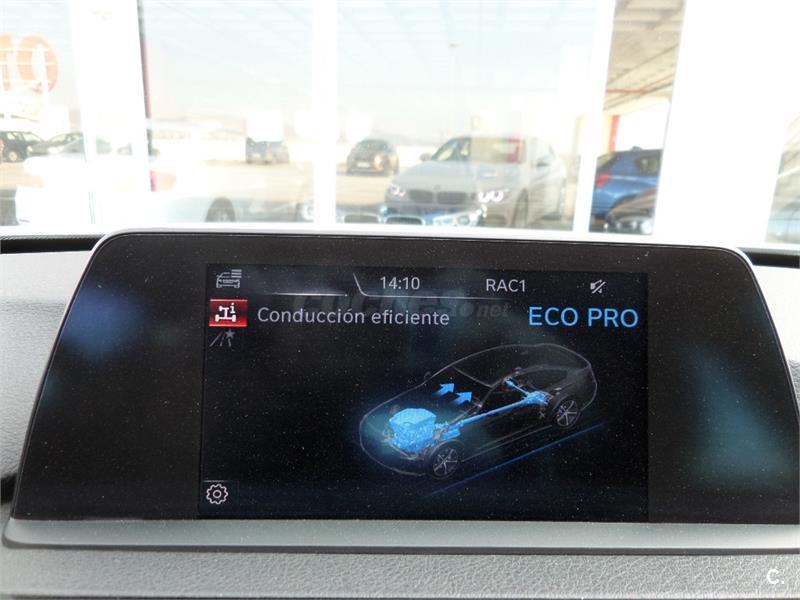 14:10 RAC1
Conducción eficiente ECO PRO
c.